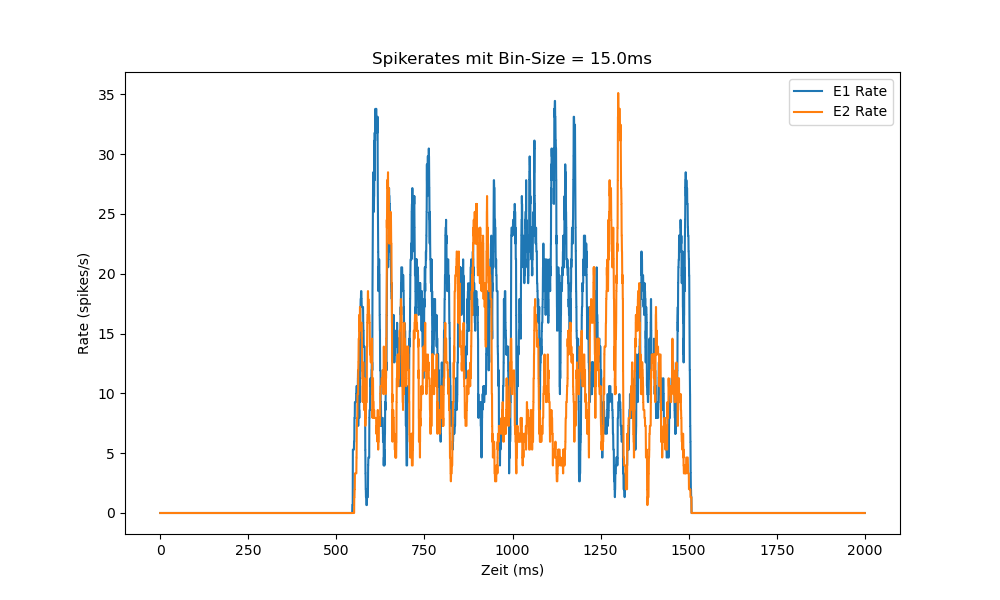 Spikerates mit Bin-Size = 15.0ms
E1 Rate
E2 Rate
Rate (spikes/s)
35
30
25
20
15
10
5
0
0 250 500 750 1000 1250 1500 1750 2000
Zeit (ms)